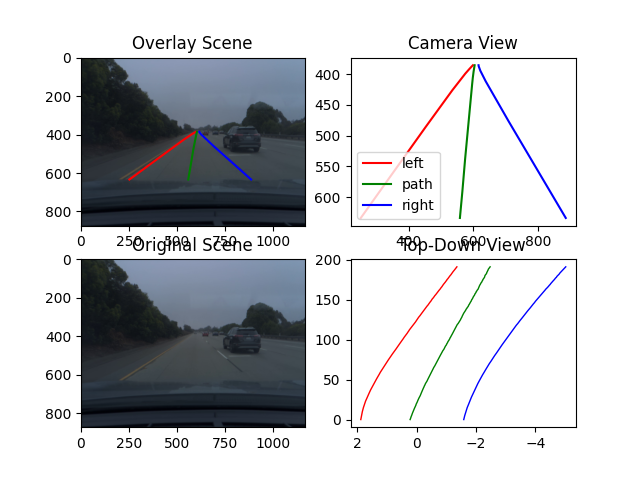 Overlay Scene
0
200
400
600
800
0 250 500 750 1000
Camera View
400
450
500
550
600
left
path
right
400 600 800
Original Scene
0
200
400
600
800
0 250 500 750 1000
Top-Down View
200
150
100
50
0
2 0 −2 −4